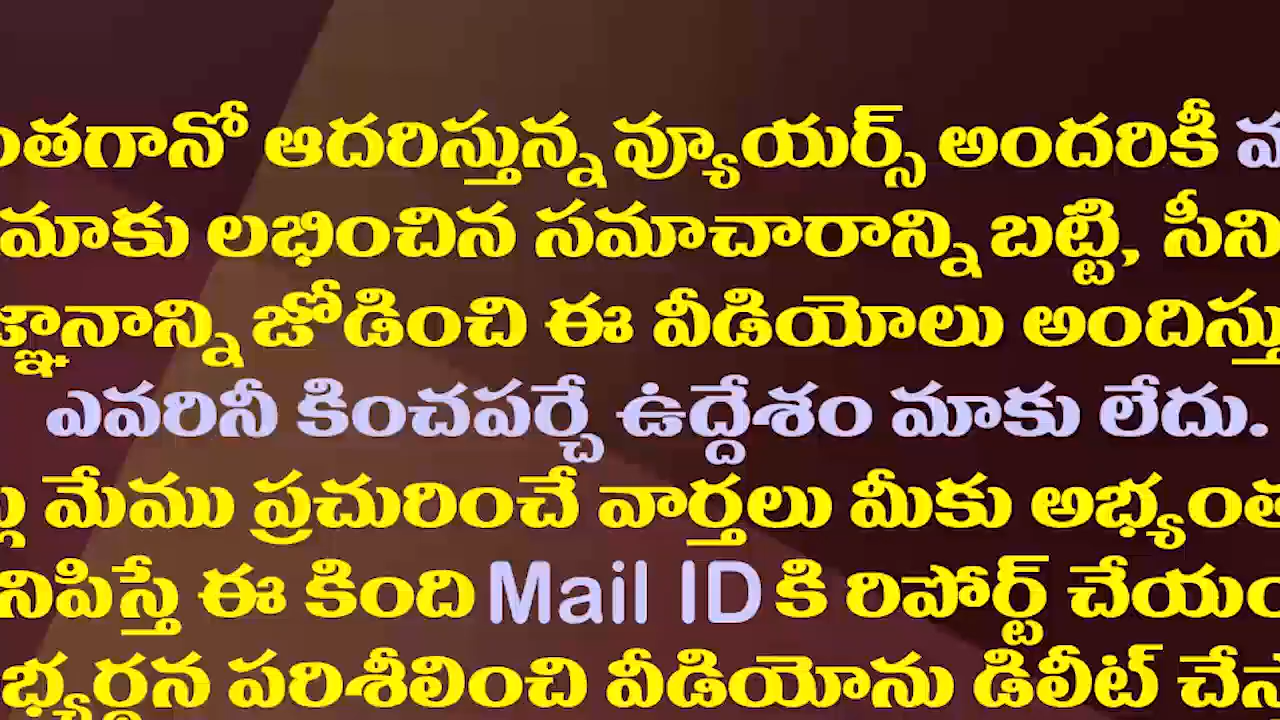 ంతగానో ఆదరిస్తున్న వ్యూయర్స్ అందరికీ
మాకు లభించిన సమాచారాన్ని బట్టి, సీని
జ్ఞానాన్ని జోడించి ఈ వీడియోలు అందిస్తు
ఎవరినీ కించపర్చే ఉద్దేశం మాకు లేదు.
మేము ప్రచురించే వార్తలు మీకు అభ్యంత
నిపిస్తే ఈ కింది Mail ID కి రిపోర్ట్ చేయం
భ్యర్థన పరిశీలించి వీడియోను డిలీట్ చేస